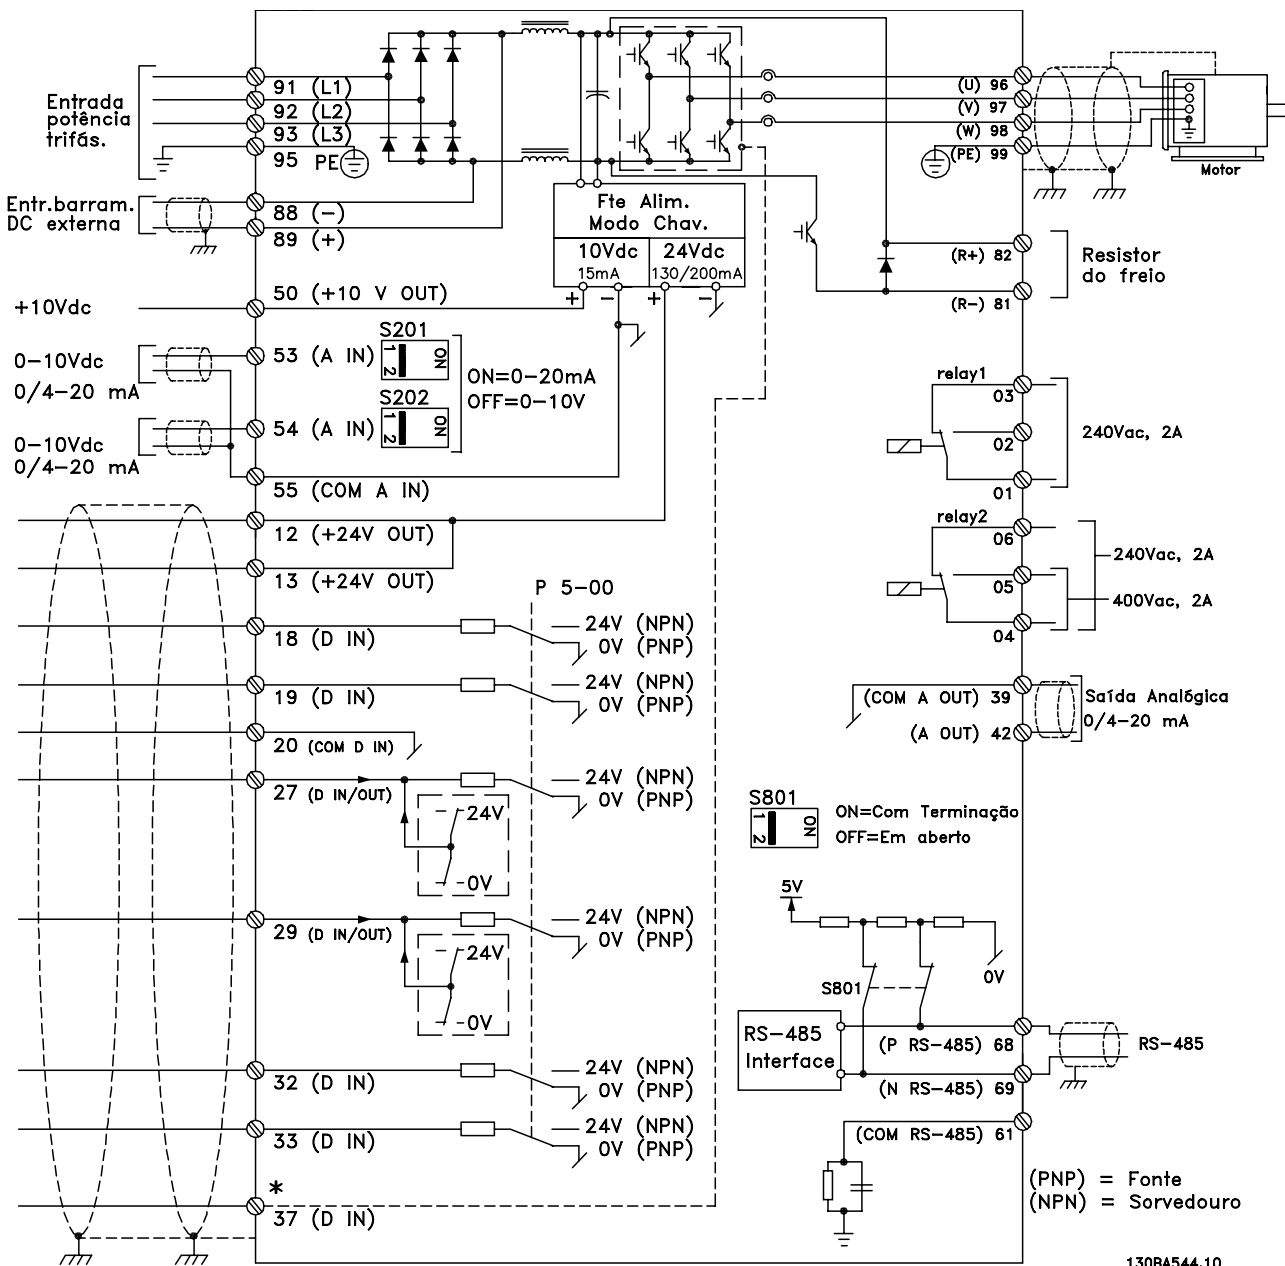 Entrada
potência
trifás.
91 (L1)
92 (L2)
93 (L3)
95 PE
Entr.barram.
DC externa
88 (−)
89 (+)
+10Vdc
50 (+10 V OUT)
0−10Vdc
0/4−20 mA
53 (A IN)
S201
1 2
ON
0−10Vdc
0/4−20 mA
54 (A IN)
S202
1 2
ON
ON=0−20mA
OFF=0−10V
55 (COM A IN)
12 (+24V OUT)
13 (+24V OUT)
P 5-00
18 (D IN)
24V (NPN)
0V (PNP)
19 (D IN)
24V (NPN)
0V (PNP)
20 (COM D IN)
27 (D IN/OUT)
24V
0V
24V (NPN)
0V (PNP)
29 (D IN/OUT)
24V
0V
24V (NPN)
0V (PNP)
32 (D IN)
24V (NPN)
0V (PNP)
33 (D IN)
24V (NPN)
0V (PNP)
*
37 (D IN)
Fte Alim.
Modo Chav.
10Vdc
15mA
24Vdc
130/200mA
+ − + −
(U) 96
(V) 97
(W) 98
(PE) 99
Motor
(R+) 82
(R−) 81
Resistor
do freio
relay1
03
02
01
240Vac, 2A
relay2
06
05
04
240Vac, 2A
400Vac, 2A
(COM A OUT) 39
(A OUT) 42
Saída Analógica
0/4−20 mA
S801
1 2
ON
ON=Com Terminação
OFF=Em aberto
5V
0V
S801
RS−485
Interface
(P RS−485) 68
(N RS−485) 69
RS−485
(COM RS−485) 61
(PNP) = Fonte
(NPN) = Sorvedouro
130BA544.10